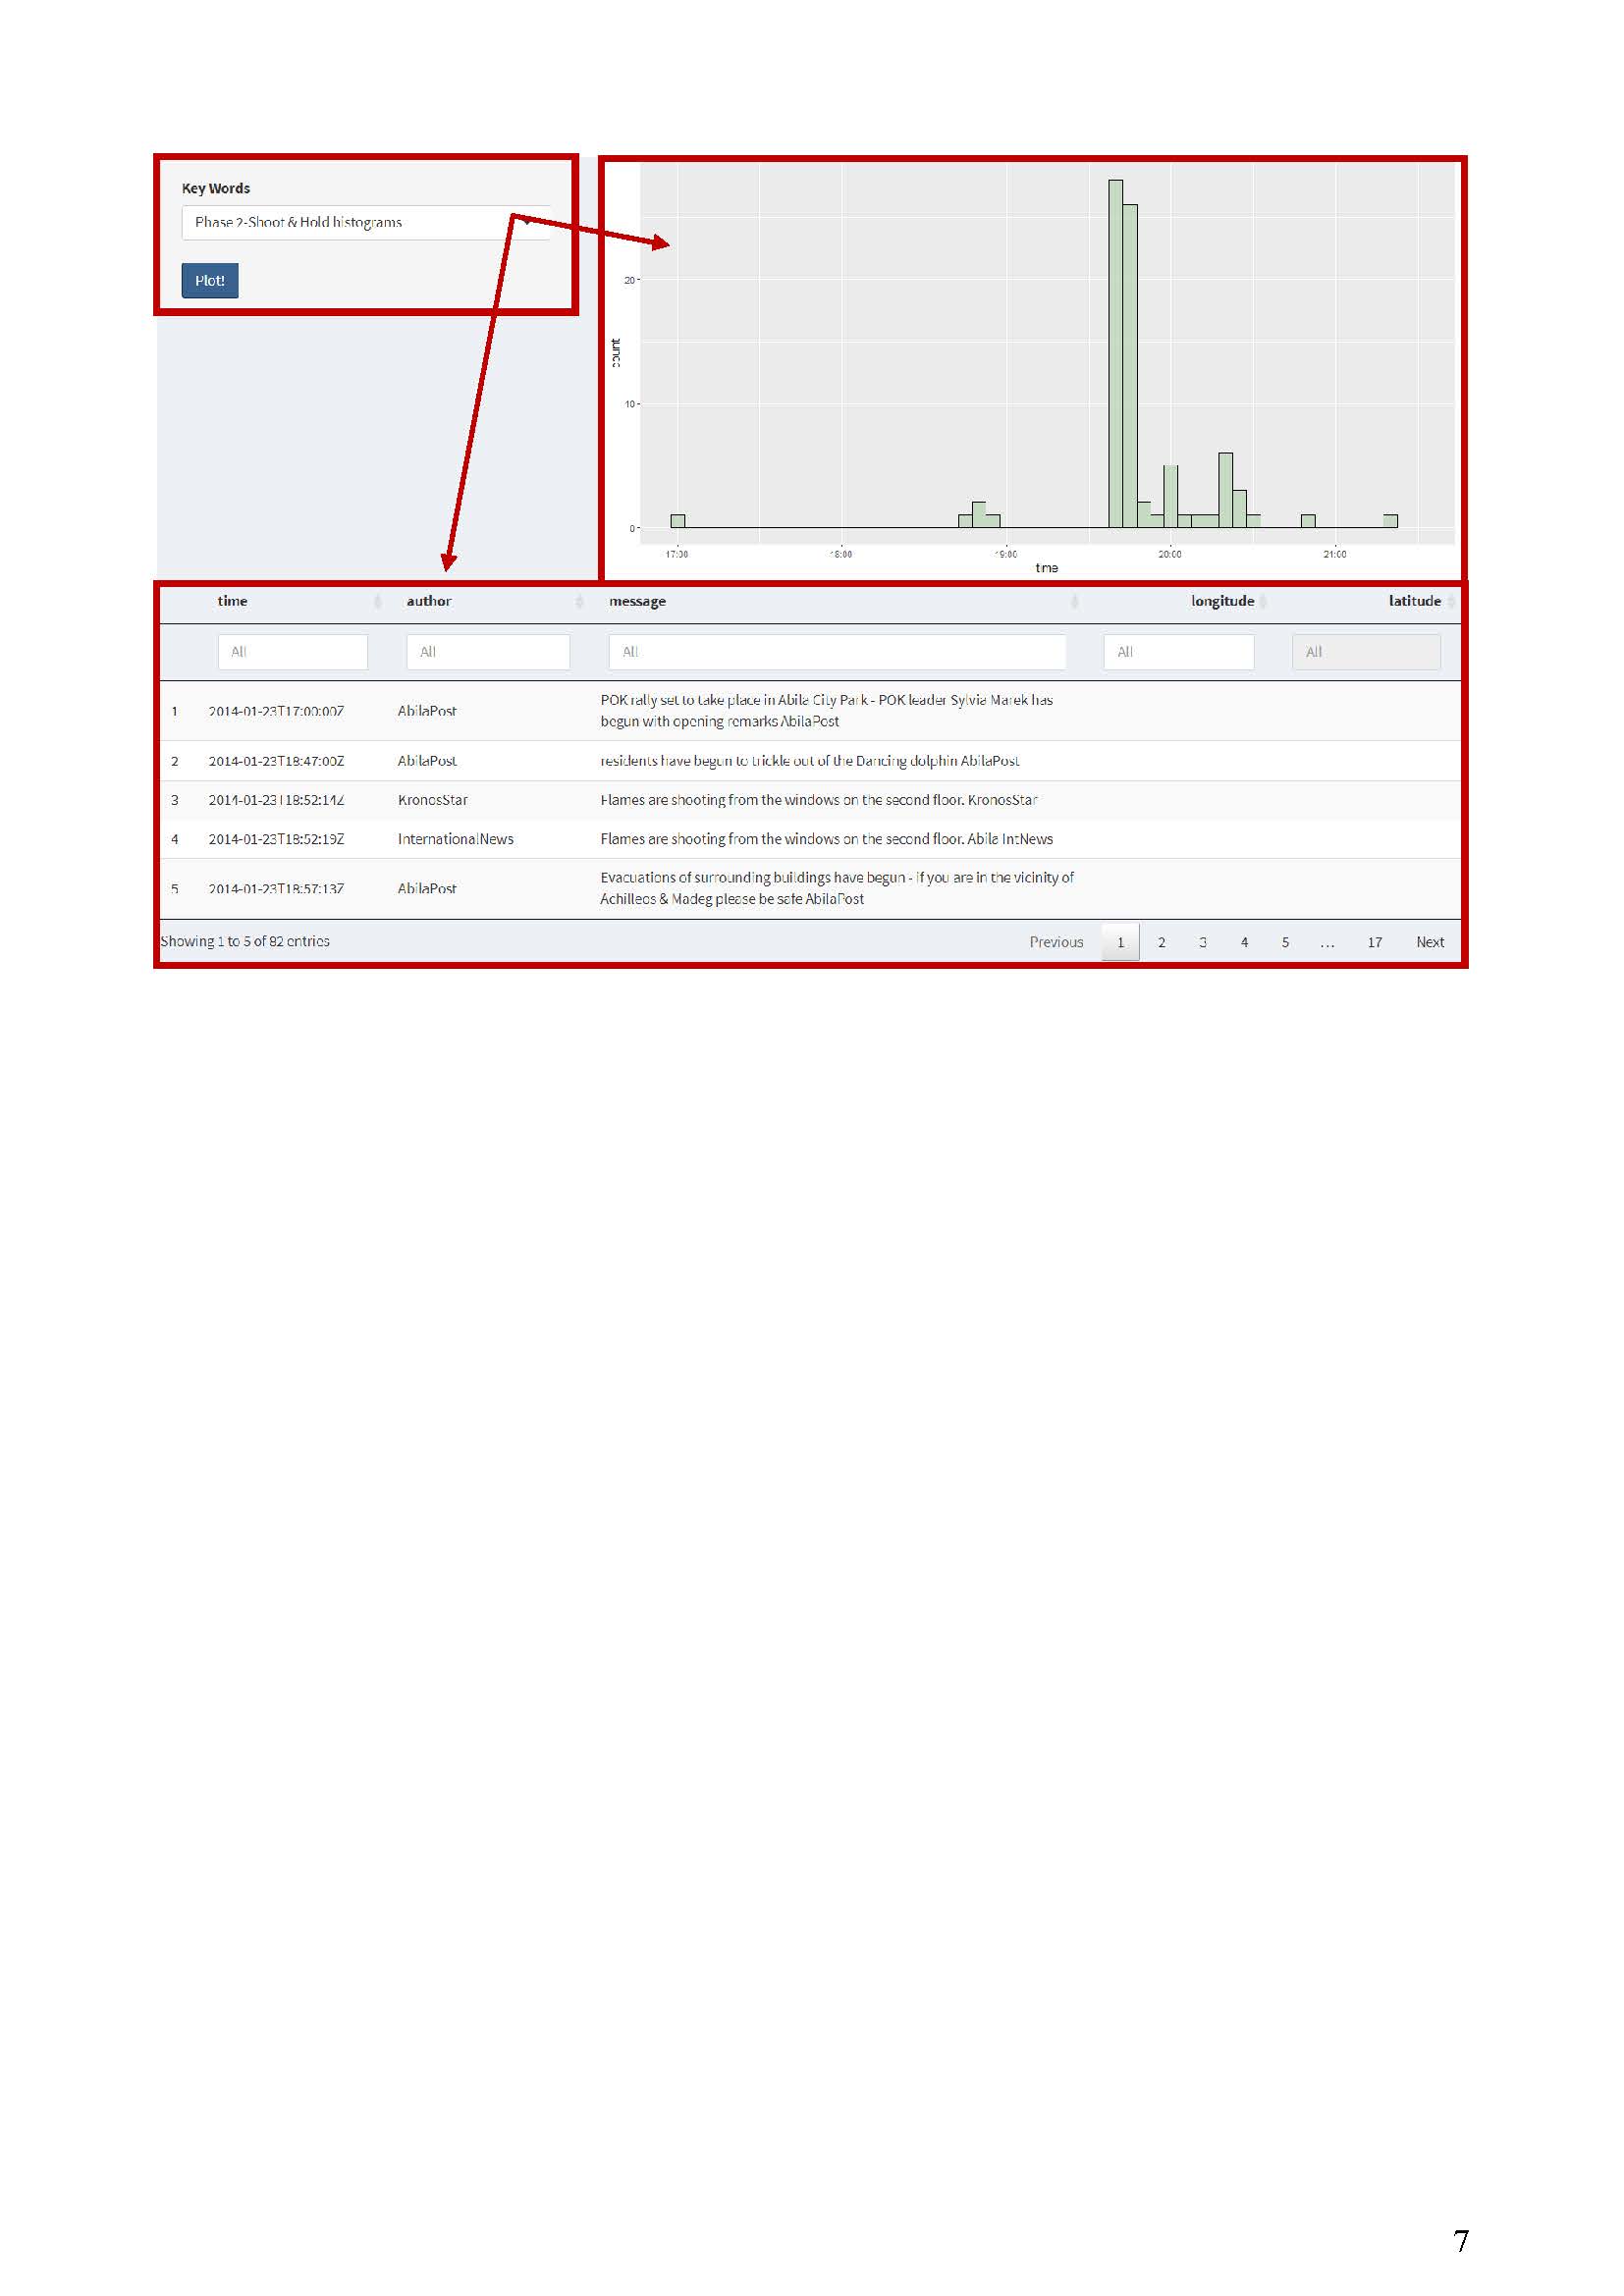 Key Words
Phase 2-Shoot & Hold histograms
Plot!
20
10
0
count
17:00 18:00 19:00 20:00 21:00
time
time author message longitude latitude
All All All All All
1 2014-01-23T17:00:00Z AbilaPost POK rally set to take place in Abila City Park - POK leader Sylvia Marek has
begun with opening remarks AbilaPost
2 2014-01-23T18:47:00Z AbilaPost residents have begun to trickle out of the Dancing dolphin AbilaPost
3 2014-01-23T18:52:14Z KronosStar Flames are shooting from the windows on the second floor. KronosStar
4 2014-01-23T18:52:19Z InternationalNews Flames are shooting from the windows on the second floor. Abila IntNews
5 2014-01-23T18:57:13Z AbilaPost Evacuations of surrounding buildings have begun - if you are in the vicinity of
Achilleos & Madeg please be safe AbilaPost
Showing 1 to 5 of 82 entries Previous 1 2 3 4 5 ... 17 Next
7